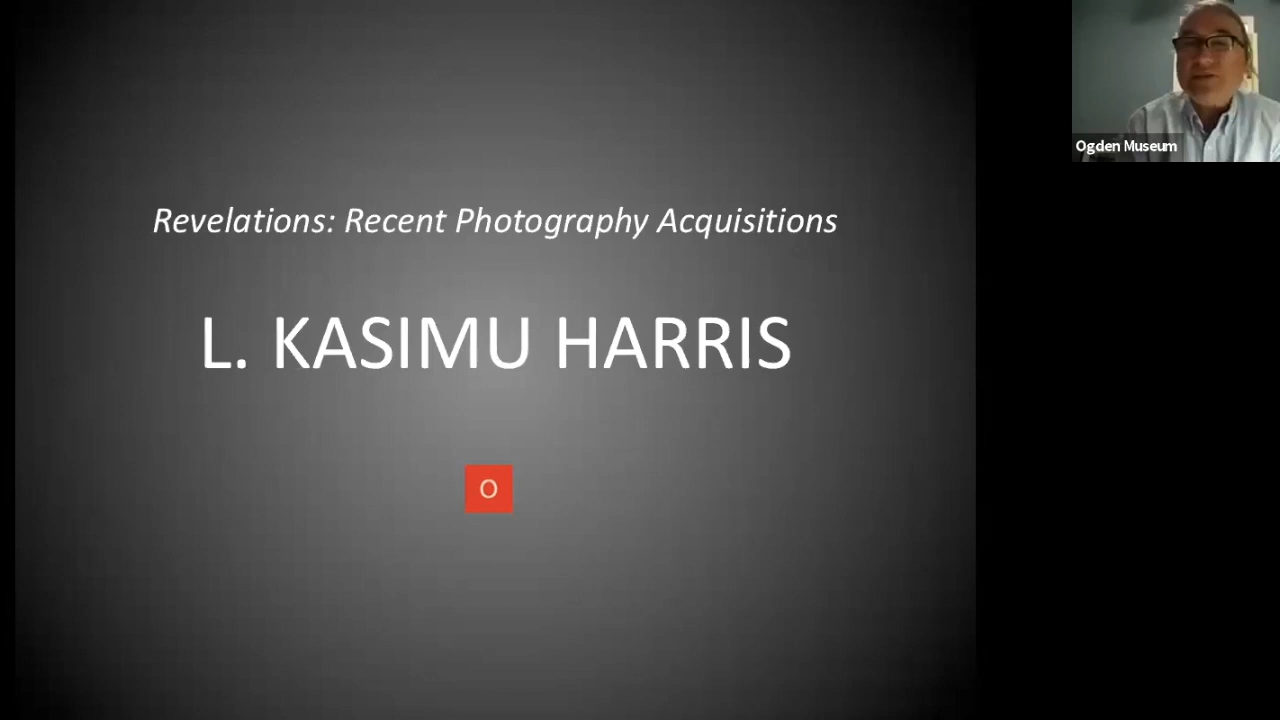 Revelations: Recent Photography Acquisitions
L. KASIMU HARRIS
O
Ogden Museum